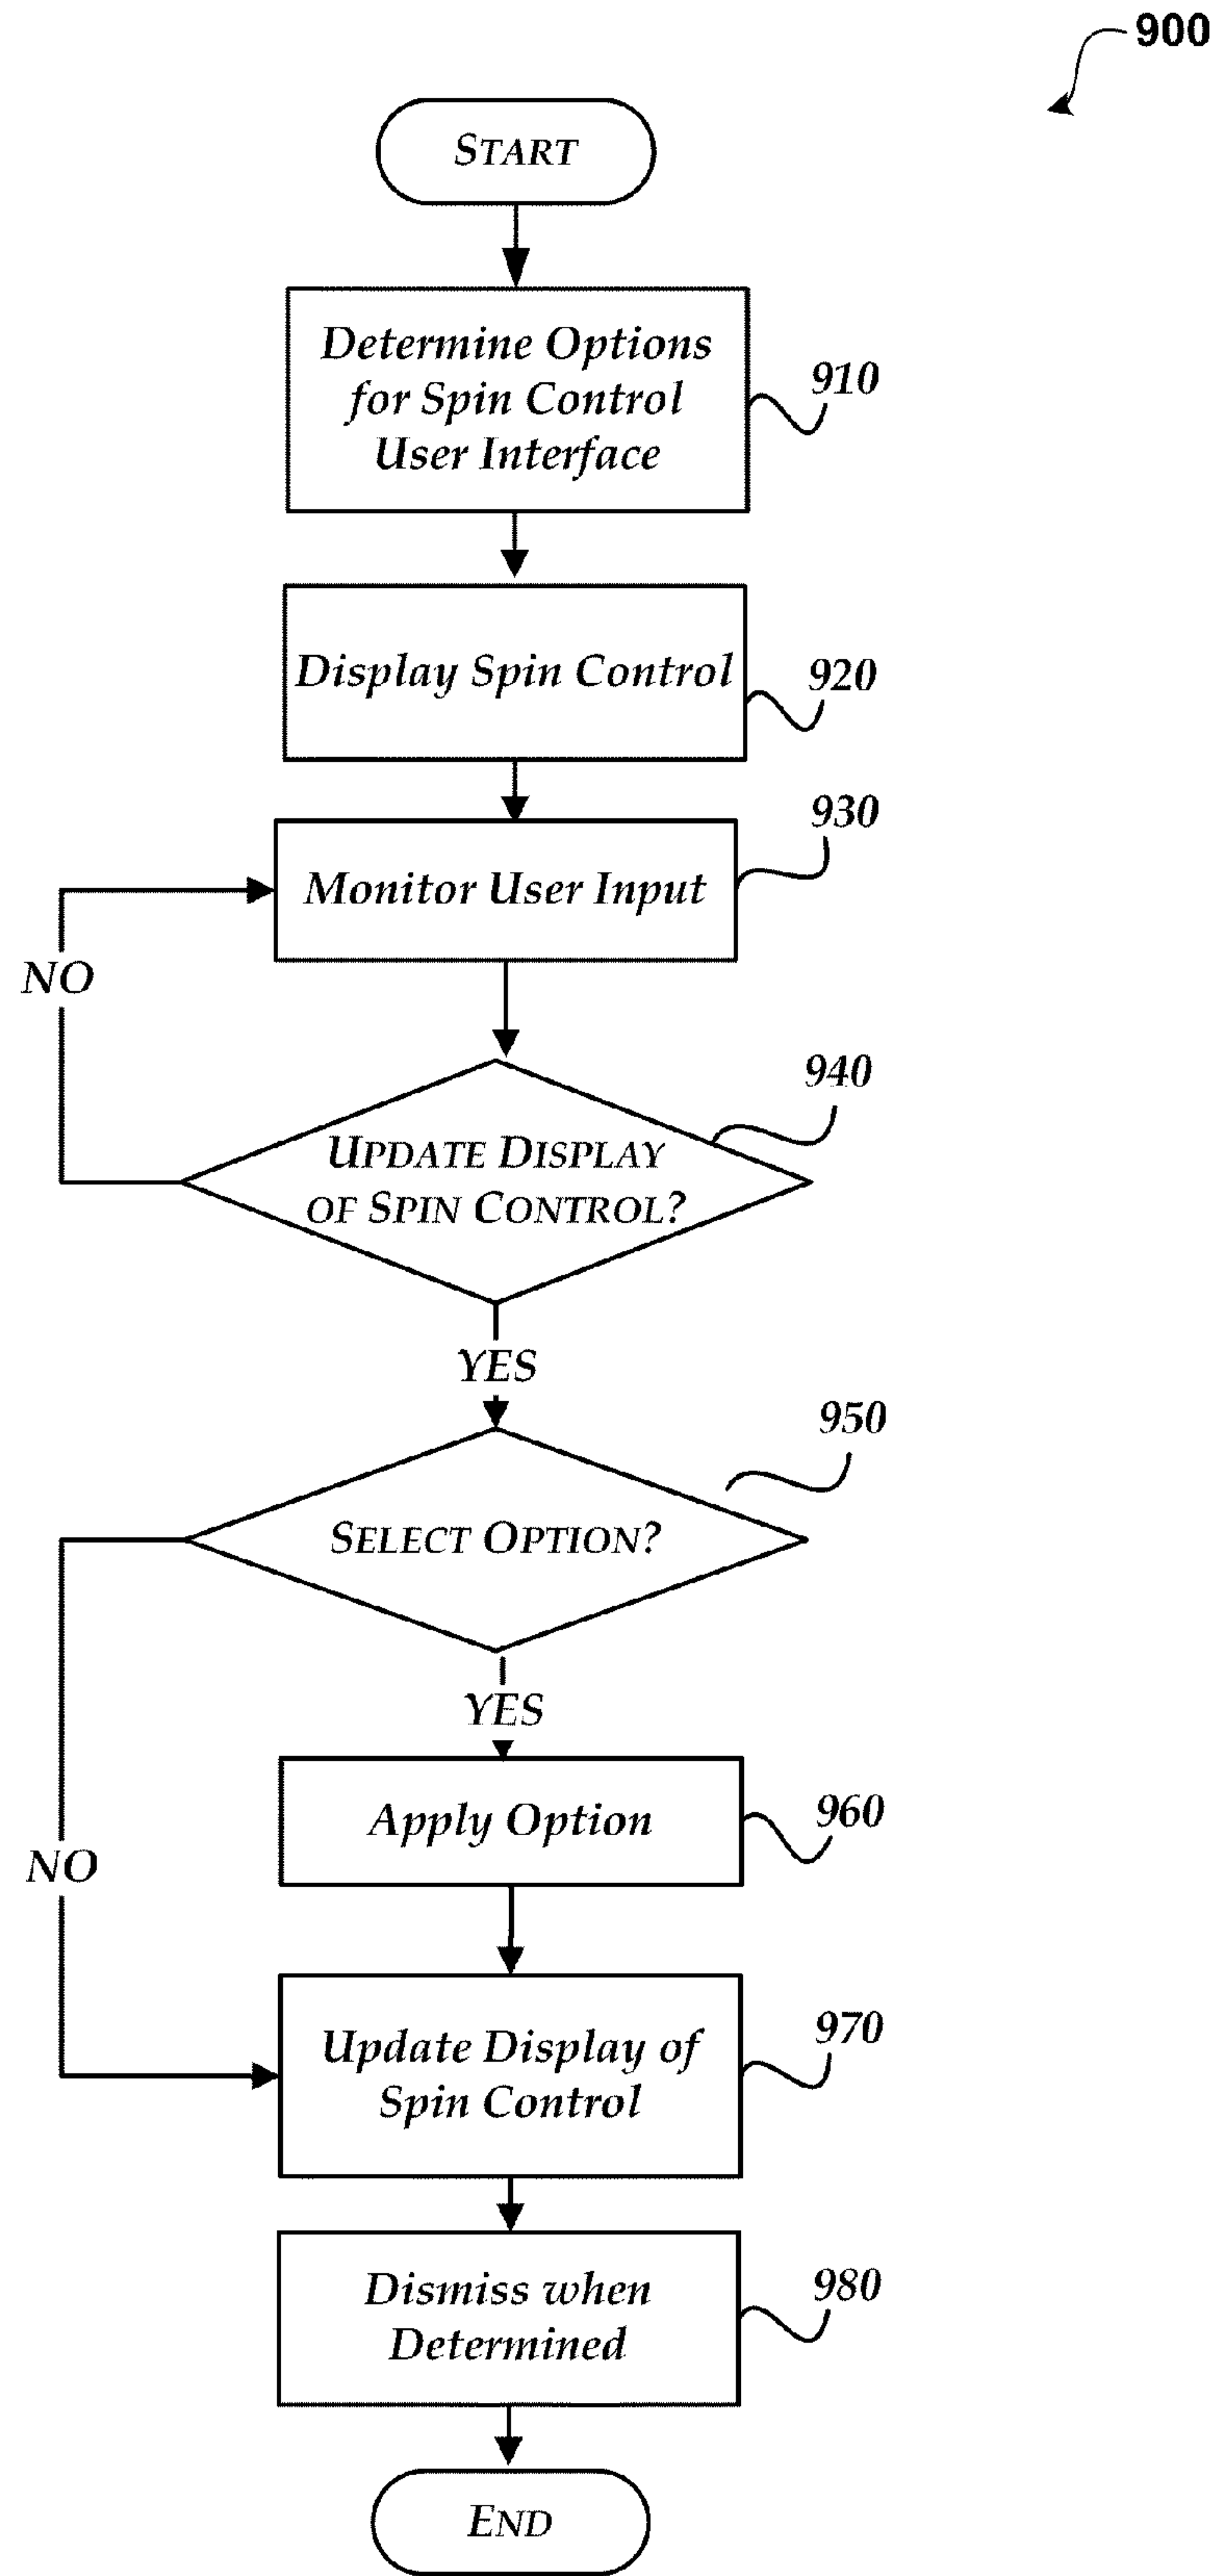 900
START
Determine Options
for Spin Control
User Interface
910
Display Spin Control
920
930
Monitor User Input
NO
940
UPDATE DISPLAY
OF SPIN CONTROL?
YES
950
SELECT OPTION?
YES
Apply Option
960
NO
Update Display of
Spin Control
970
Dismiss when
Determined
980
END